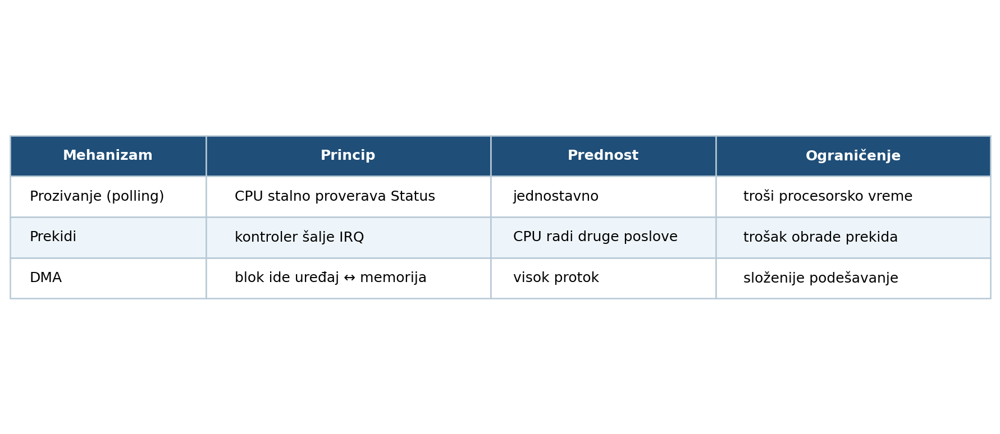 Mehanizam Princip Prednost Ograničenje
Prozivanje (polling) CPU stalno proverava Status jednostavno troši procesorsko vreme
Prekidi kontroler šalje IRQ CPU radi druge poslove trošak obrade prekida
DMA blok ide uređaj ↔ memorija visok protok složenije podešavanje